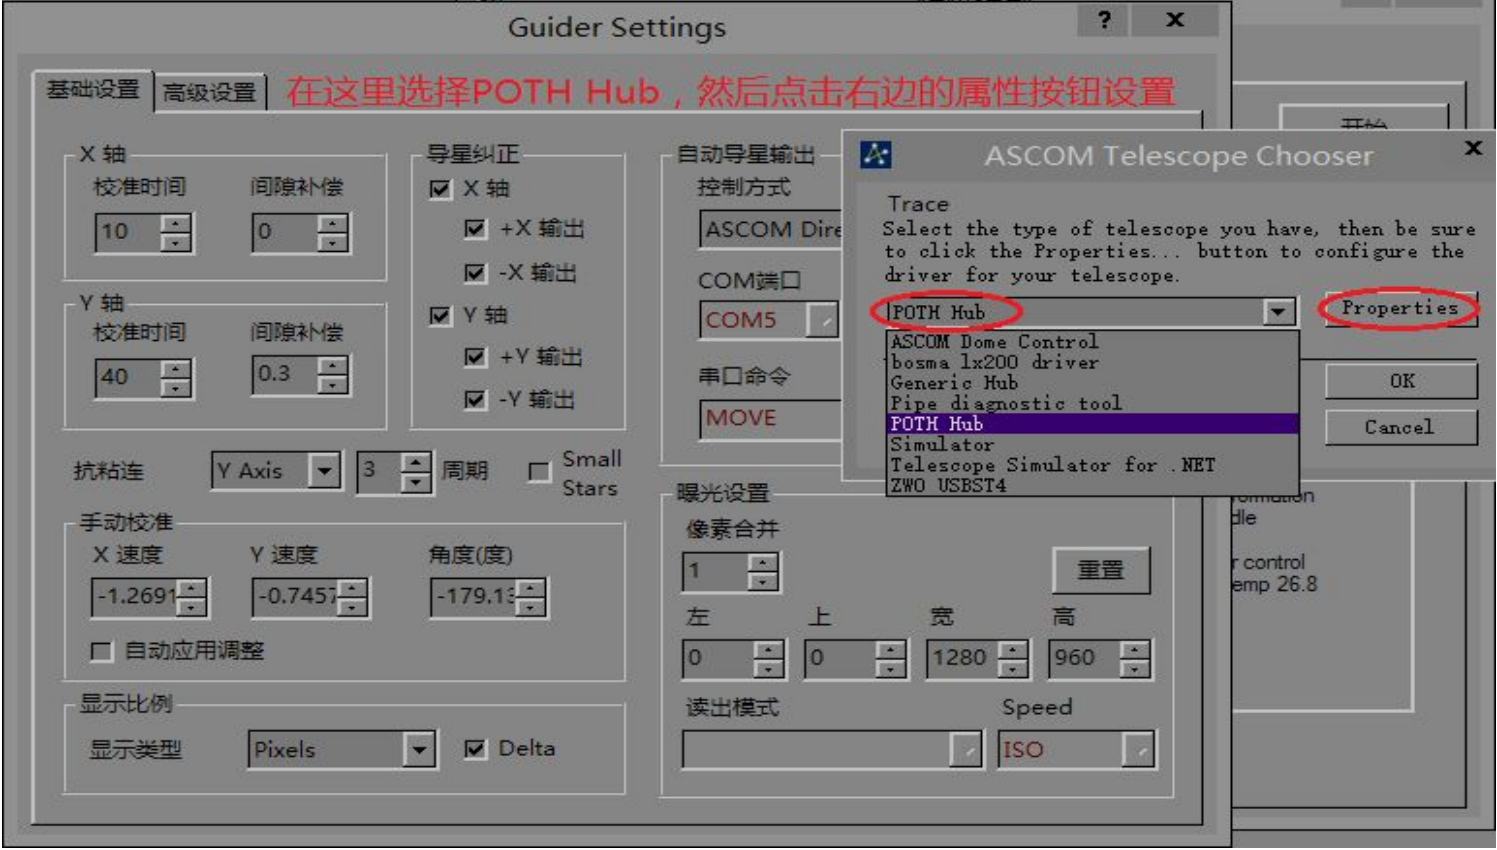 Guider Settings
?
X
基础设置
高级设置
在这里选择POTH Hub，然后点击右边的属性按钮设置
X 轴
校准时间
间隙补偿
10
0
Y 轴
校准时间
间隙补偿
40
0.3
导星纠正
X 轴
+X 输出
-X 输出
Y 轴
+Y 输出
-Y 输出
抗粘连
Y Axis
3
周期
Small
Stars
手动校准
X 速度
Y 速度
角度(度)
-1.2691
-0.7457
-179.13
自动应用调整
显示比例
显示类型
Pixels
Delta
自动导星输出
控制方式
ASCOM Dire
COM端口
COM5
串口命令
MOVE
曝光设置
像素合并
1
重置
左
上
宽
高
0
0
1280
960
读出模式
Speed
ISO
ASCOM Telescope Chooser
X
Trace
Select the type of telescope you have, then be sure
to click the Properties... button to configure the
driver for your telescope.
POTH Hub
Properties
ASCOM Dome Control
bosma lx200 driver
Generic Hub
Pipe diagnostic tool
POTH Hub
Simulator
Telescope Simulator for .NET
ZWO USBST4
OK
Cancel
dle
r control
emp 26.8